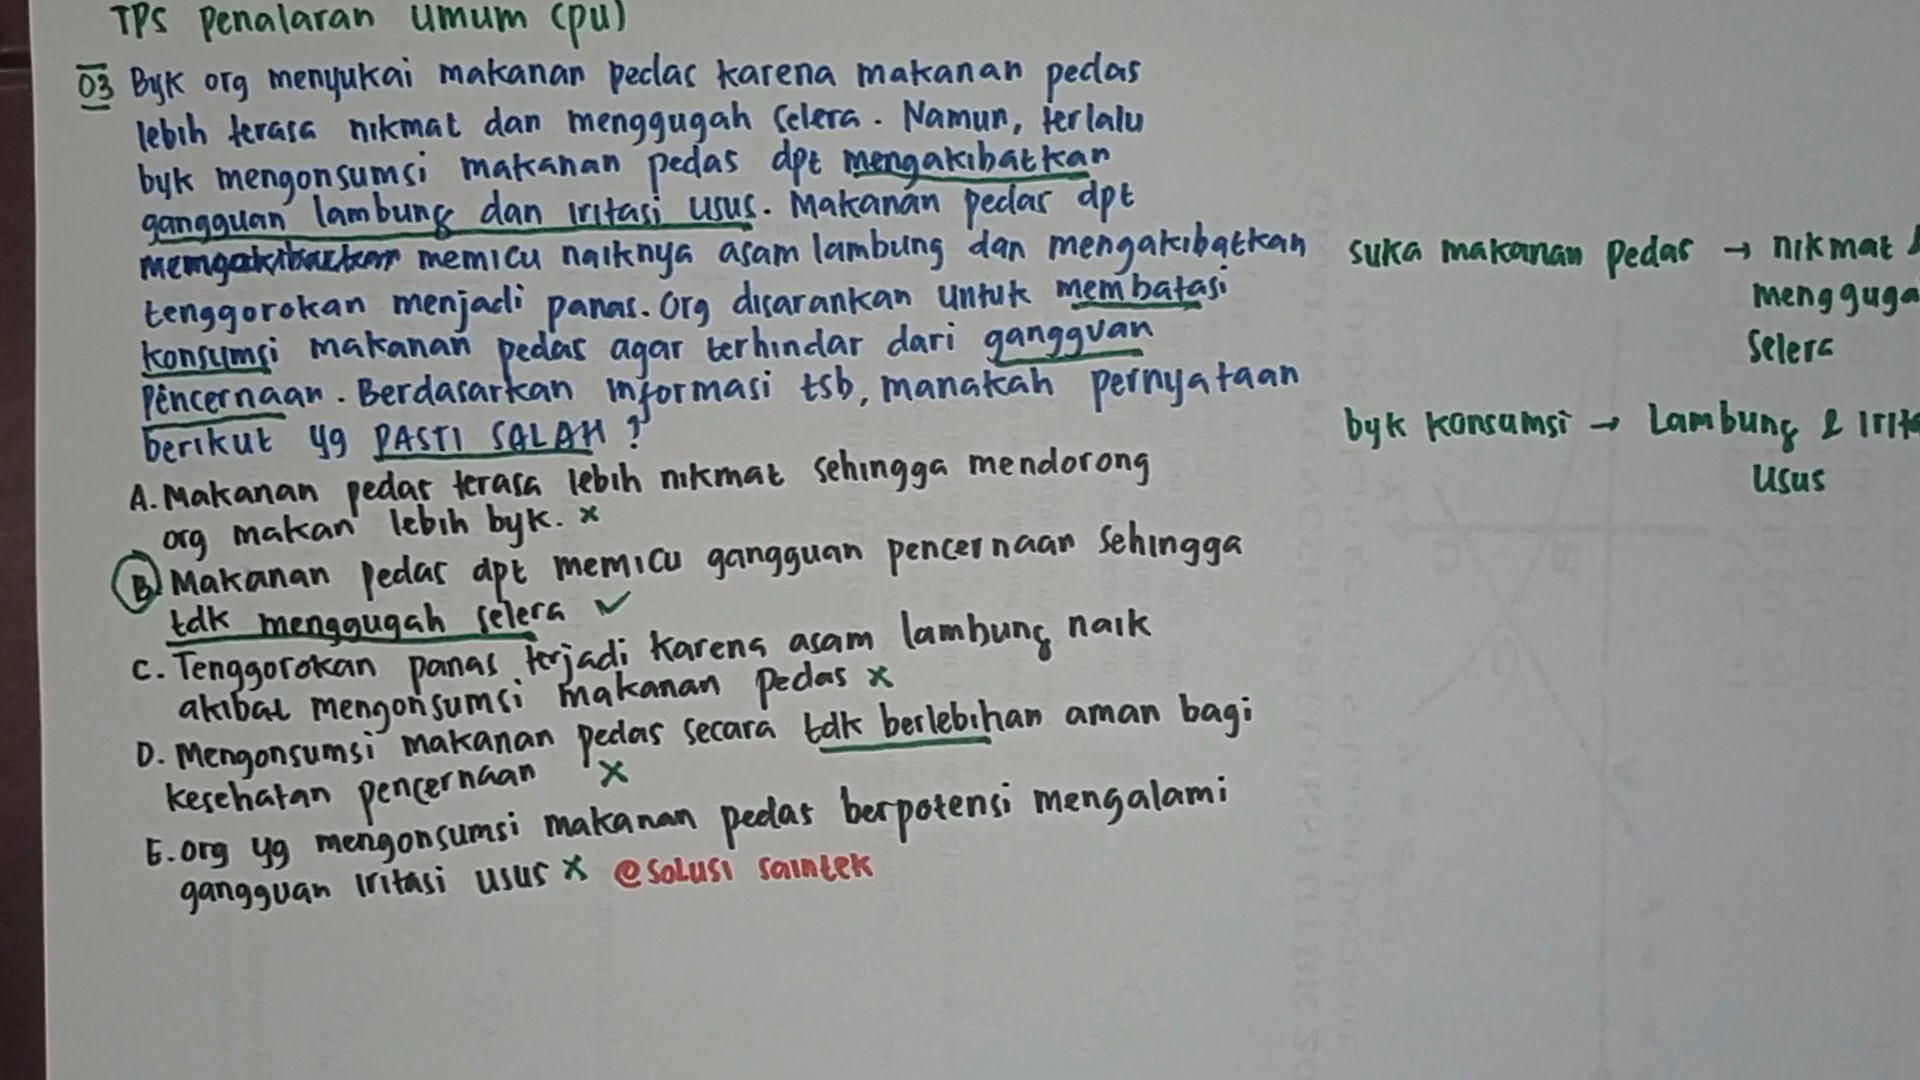 TPS Penalaran Umum (PU)
03 Byk org menyukai makanan pedas karena makanan pedas
lebih terasa nikmat dan menggugah selera. Namun, terlalu
byk mengonsumsi makanan pedas dpt mengakibatkan
gangguan lambung dan iritasi usus. Makanan pedas dpt
memicu naiknya asam lambung dan mengakibatkan
tenggorokan menjadi panas. Org disarankan untuk membatasi
konsumsi makanan pedas agar terhindar dari gangguan
Pencernaan. Berdasarkan informasi tsb, manakah pernyataan
berikut yg PASTI SALAH?
A. Makanan pedas terasa lebih nikmat sehingga mendorong
org makan lebih byk. x
B. Makanan pedas dpt memicu gangguan pencernaan sehingga
tdk menggugah selera ✓
C. Tenggorokan panas terjadi karena asam lambung naik
akibat mengonsumsi makanan pedas x
D. Mengonsumsi makanan pedas secara tdk berlebihan aman bagi
kesehatan pencernaan x
E. org yg mengonsumsi makanan pedas berpotensi mengalami
gangguan iritasi usus x @solusi saintek
suka makanan pedas → nikmat
mengguga
selera
byk konsumsi → Lambung & irita
usus